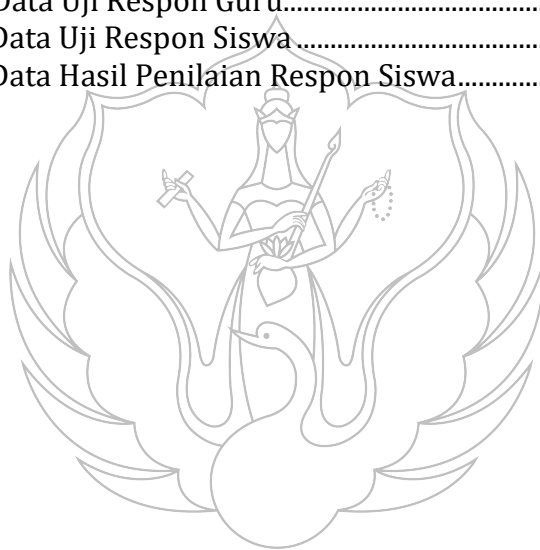 Data Uji Respon Guru..............................................
Data Uji Respon Siswa............................................
Data Hasil Penilaian Respon Siswa..............